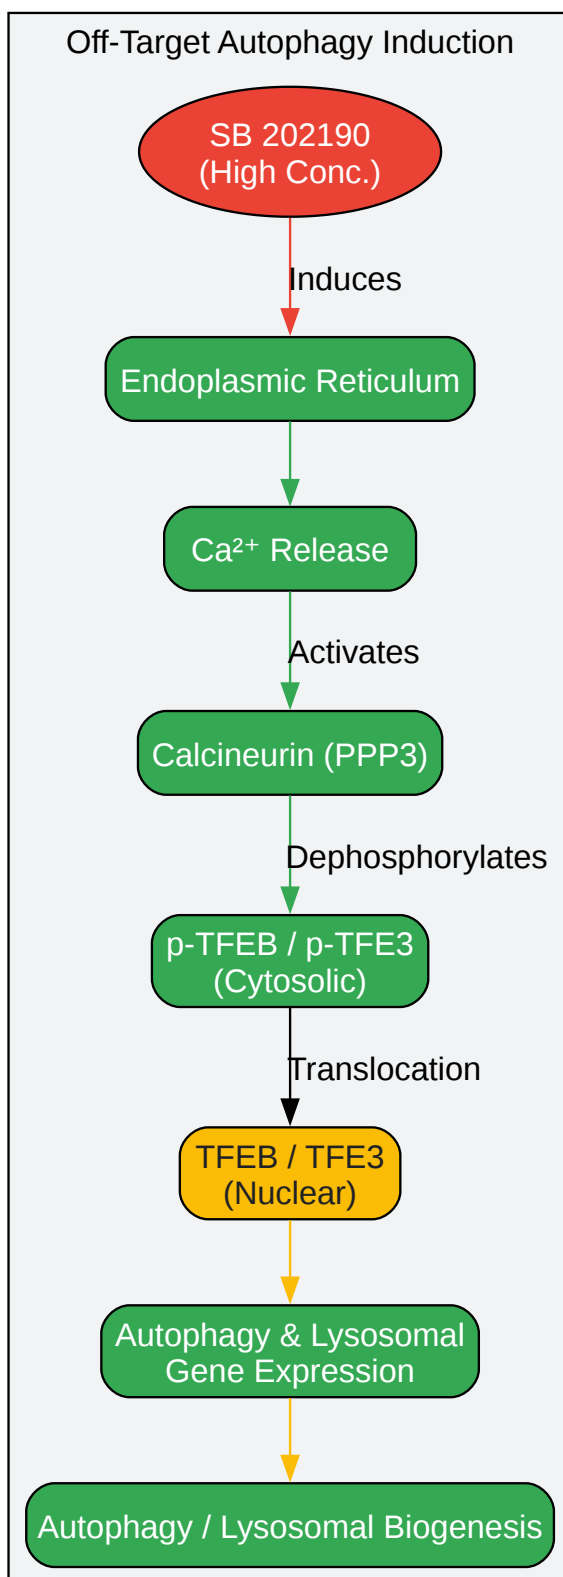 Off-Target Autophagy Induction
SB 202190
(High Conc.)
Induces
Endoplasmic Reticulum
Ca²⁺ Release
Activates
Calcineurin (PPP3)
Dephosphorylates
p-TFEB / p-TFE3
(Cytosolic)
Translocation
TFEB / TFE3
(Nuclear)
Autophagy & Lysosomal
Gene Expression
Autophagy / Lysosomal Biogenesis